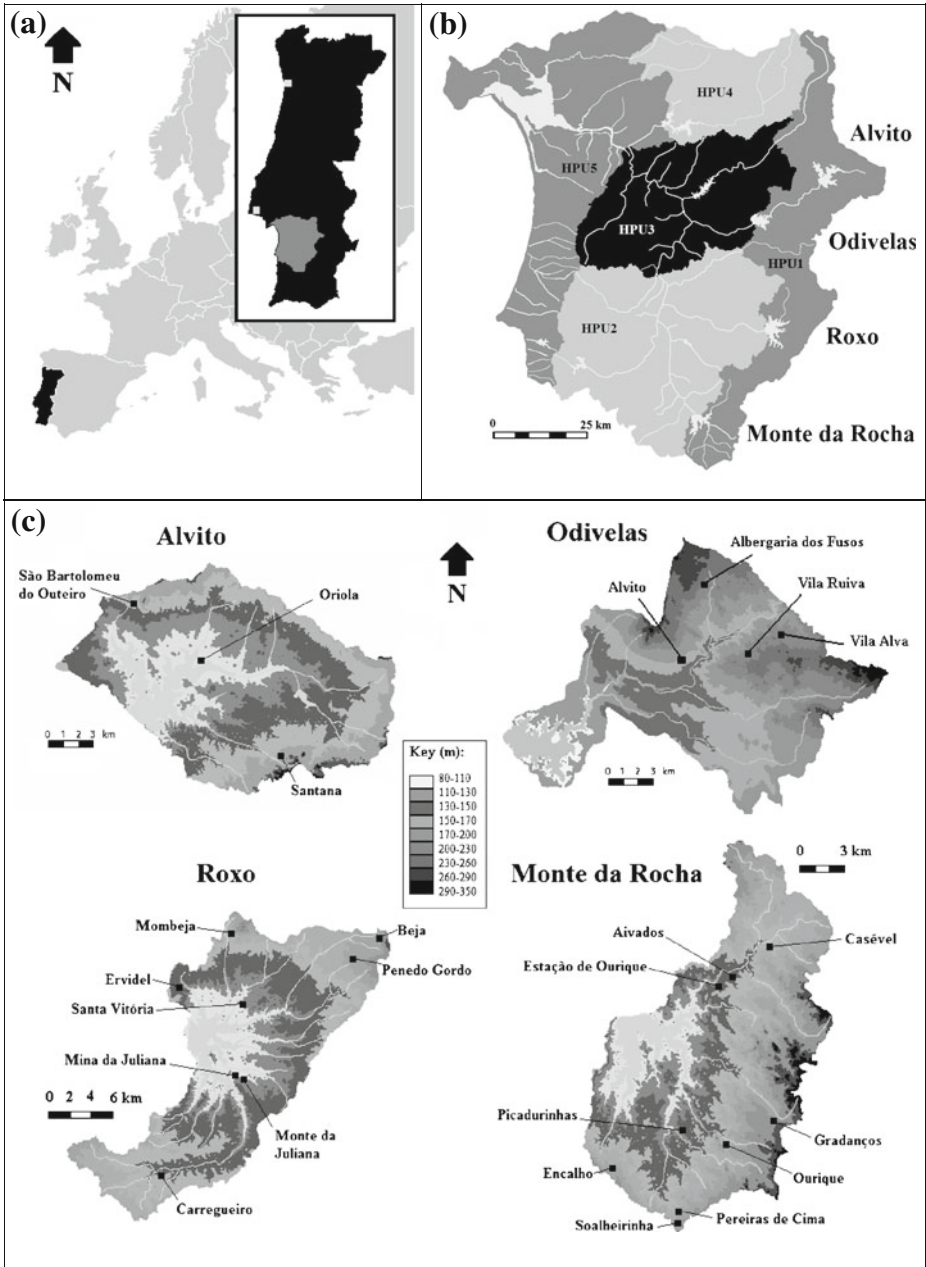 (a)
N
(b)
HPU4
Alvito
HPU5
HPU3
Odivelas
HPU1
HPU2
Roxo
Monte da Rocha
0 25 km
(c)
Alvito
São Bartolomeu
do Outeiro
Oriola
Santana
0 1 2 3 km
N
Odivelas
Albergaria dos Fusos
Alvito
Vila Ruiva
Vila Alva
0 1 2 3 km
Key (m):
80-110
110-130
130-150
150-170
170-200
200-230
230-260
260-290
290-350
Roxo
Mombeja
Beja
Penedo Gordo
Ervidel
Santa Vitória
Mina da Juliana
0 2 4 6 km
Monte da
Juliana
Carregueiro
Monte da Rocha
0 3 km
Aivados
Casével
Estação de Ourique
Picadurinhas
Gradanços
Encalho
Ourique
Pereiras de Cima
Soalheirinha